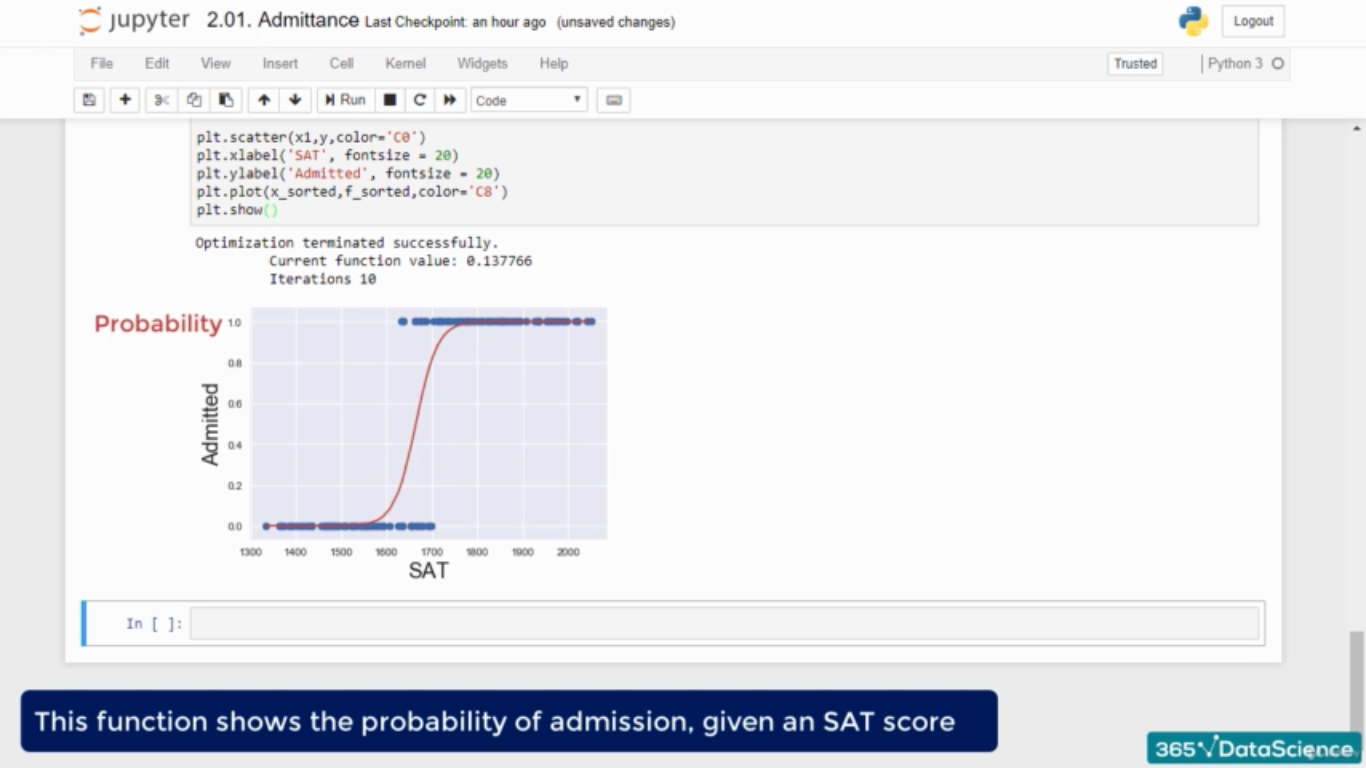 jupyter 2.01. Admittance Last Checkpoint: an hour ago (unsaved changes)
Logout
File Edit View Insert Cell Kernel Widgets Help
Trusted
Python 3
Run
Code
plt.scatter(x1,y,color='C0')
plt.xlabel('SAT', fontsize = 20)
plt.ylabel('Admitted', fontsize = 20)
plt.plot(x_sorted,f_sorted,color='C8')
plt.show()
Optimization terminated successfully.
Current function value: 0.137766
Iterations 10
Probability
1.0
0.8
0.6
0.4
0.2
0.0
Admitted
1300 1400 1500 1600 1700 1800 1900 2000
SAT
In [ ]:
This function shows the probability of admission, given an SAT score
365 DataScience